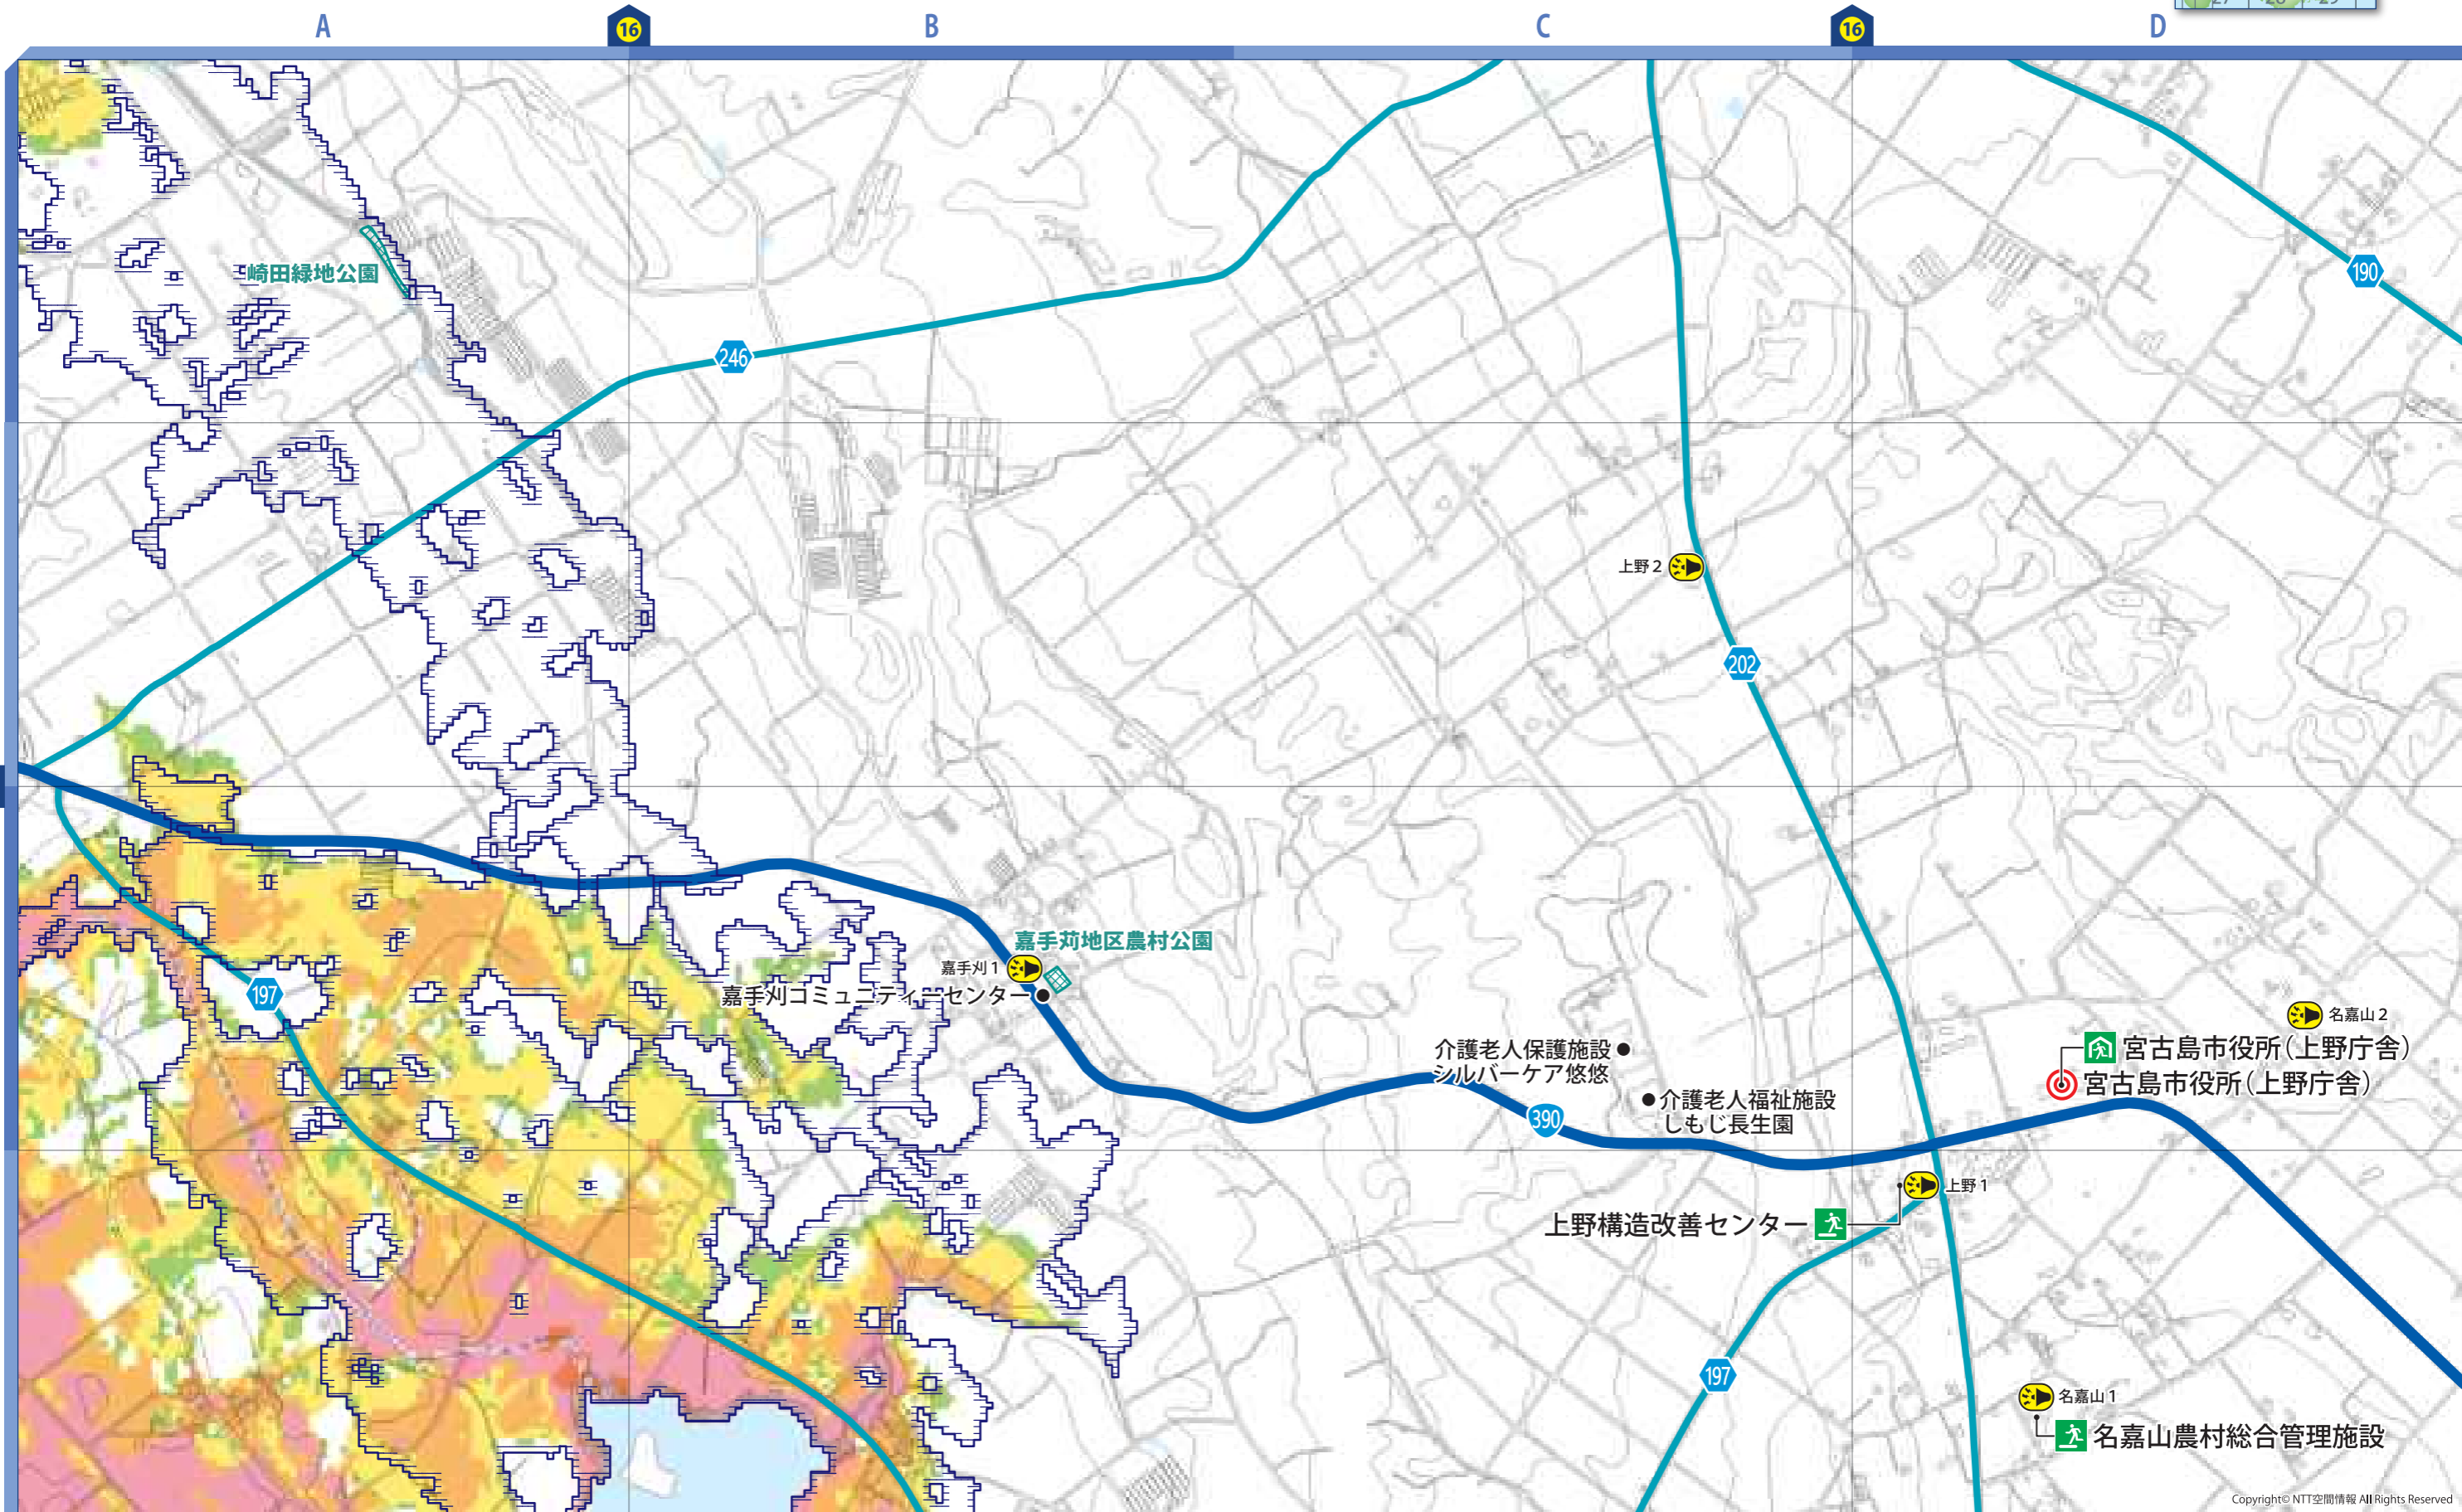 A
16
B
C
16
D
27
28
29
崎田緑地公園
190
246
上野2
202
嘉手苅地区農村公園
嘉手刈1
嘉手刈コミュニティーセンター
197
名嘉山2
介護老人保護施設
シルバーケア悠悠
宮古島市役所(上野庁舎)
宮古島市役所(上野庁舎)
介護老人福祉施設
しもじ長生園
390
上野1
上野構造改善センター
197
名嘉山1
名嘉山農村総合管理施設
Copyright© NTT空間情報 All Rights Reserved